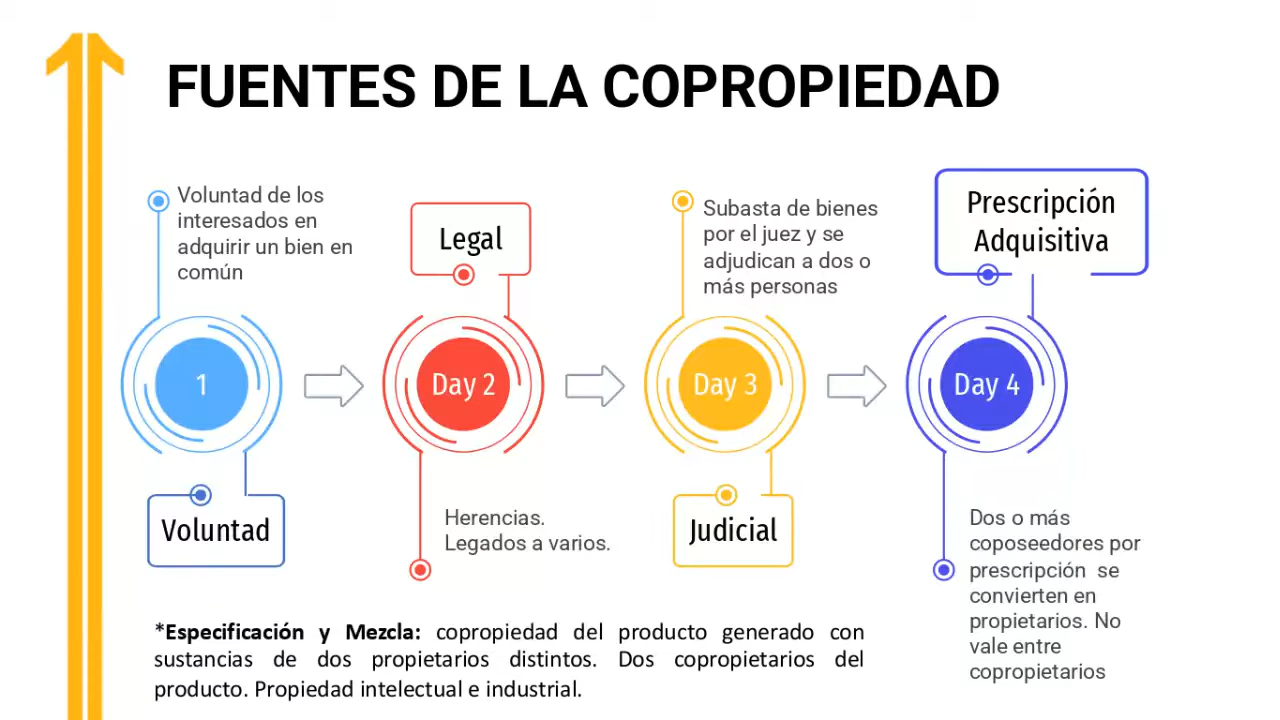 FUENTES DE LA COPROPIEDAD
Voluntad de los
interesados en
adquirir un bien en
común
1
Voluntad
Legal
Day 2
Herencias.
Legados a varios.
Subasta de bienes
por el juez y se
adjudican a dos o
más personas
Day 3
Judicial
Prescripción
Adquisitiva
Day 4
Dos o más
coposeedores por
prescripción se
convierten en
propietarios. No
vale entre
copropietarios
*Especificación y Mezcla: copropiedad del producto generado con
sustancias de dos propietarios distintos. Dos copropietarios del
producto. Propiedad intelectual e industrial.